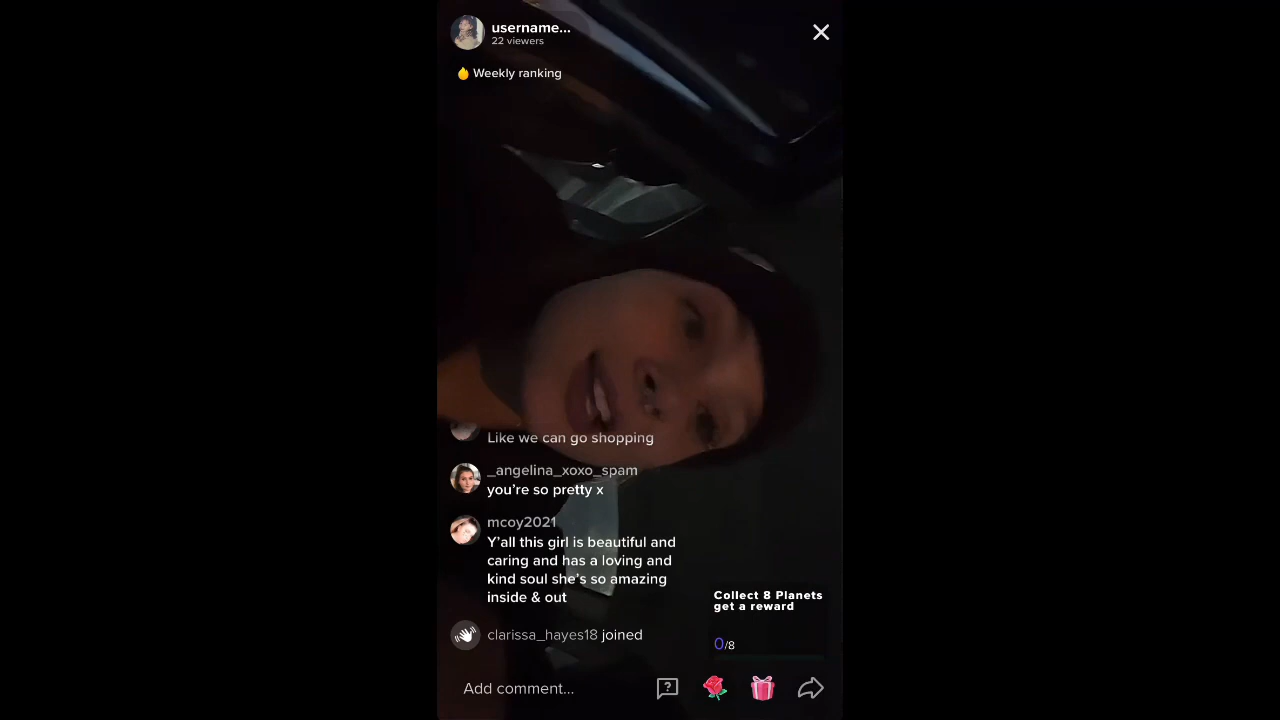 username...
22 viewers
Weekly ranking
Like we can go shopping
_angelina_xoxo_spam
you're so pretty x
mcoy2021
Y'all this girl is beautiful and
caring and has a loving and
kind soul she's so amazing
inside & out
clarissa_hayes18 joined
Collect 8 Planets
get a reward
0/8
Add comment...
?